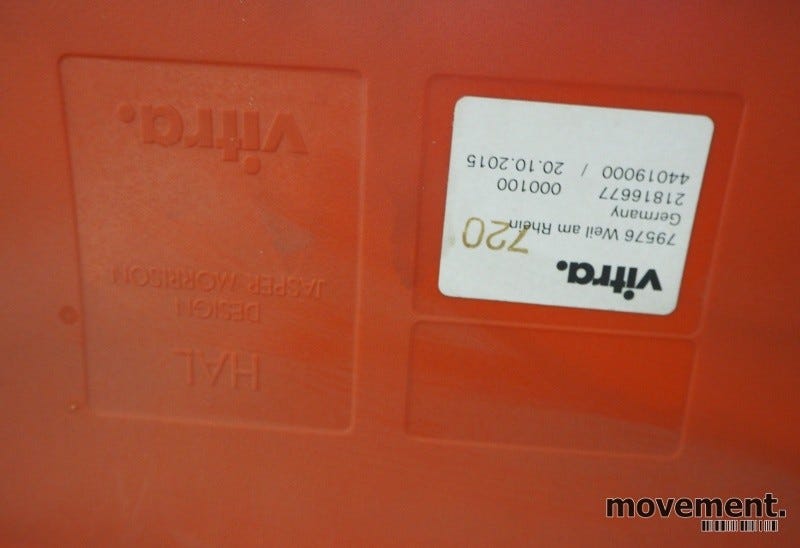 HAL
DESIGN
JASPER MORRISON
vitra.
vitra.
79576 Weil am Rhein
Germany
21816677 000100
44019000 / 20.10.2015
720
movement.